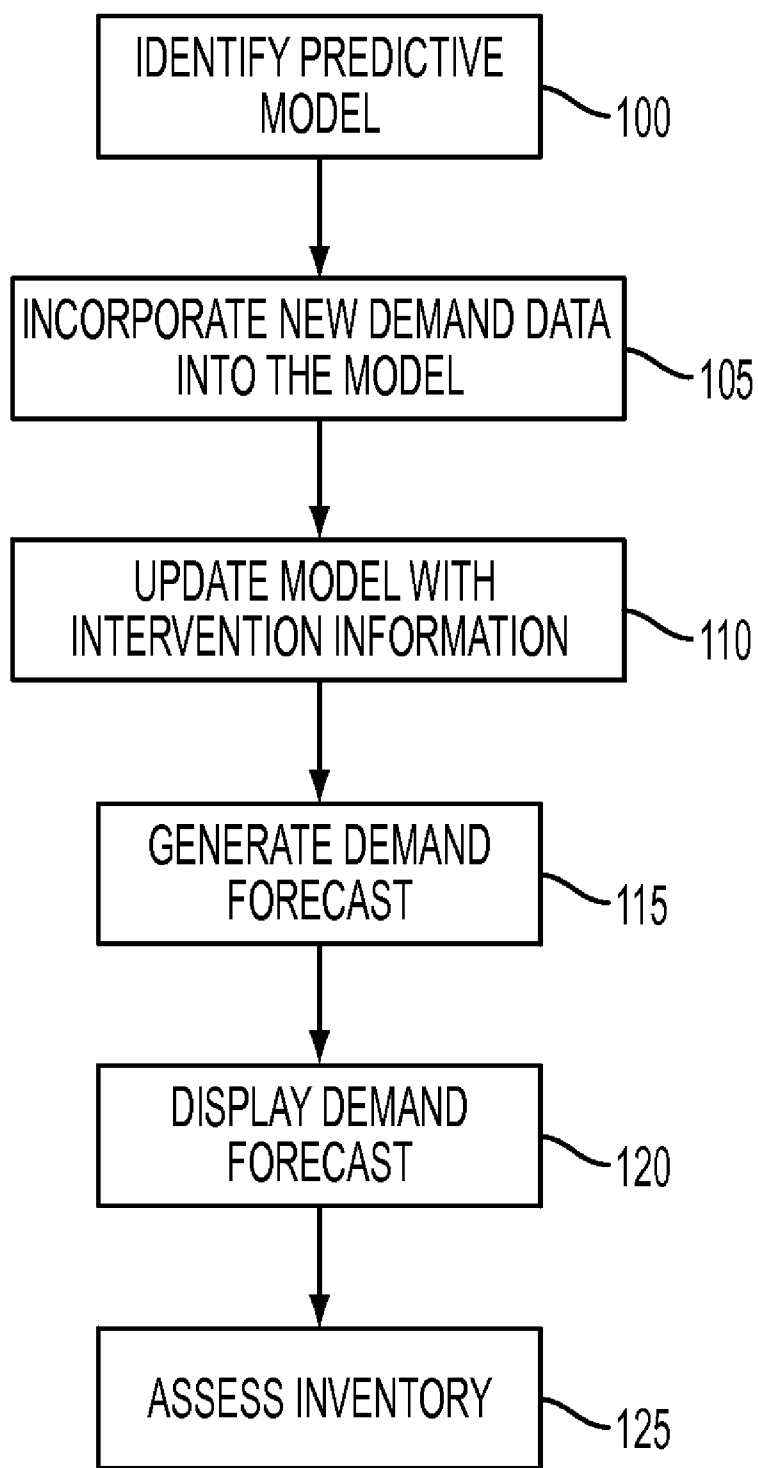 IDENTIFY PREDICTIVE
MODEL
100
INCORPORATE NEW DEMAND DATA
INTO THE MODEL
105
UPDATE MODEL WITH
INTERVENTION INFORMATION
110
GENERATE DEMAND
FORECAST
115
DISPLAY DEMAND
FORECAST
120
ASSESS INVENTORY
125